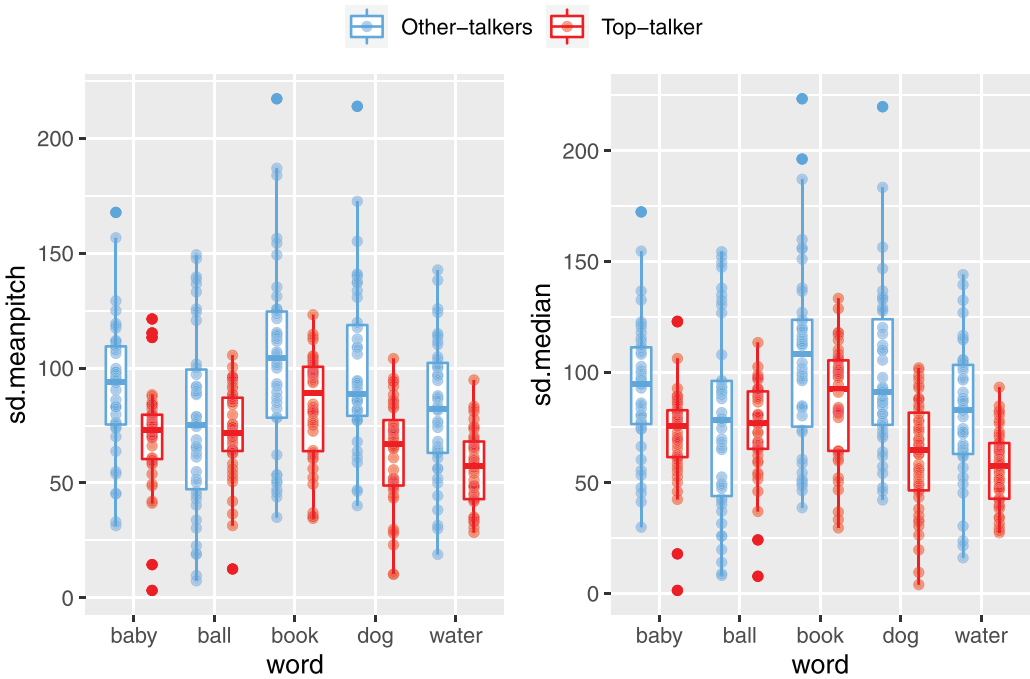 Other-talkers Top-talker
sd.meanpitch
200
150
100
50
0
baby ball book dog water
word
sd.median
200
150
100
50
0
baby ball book dog water
word